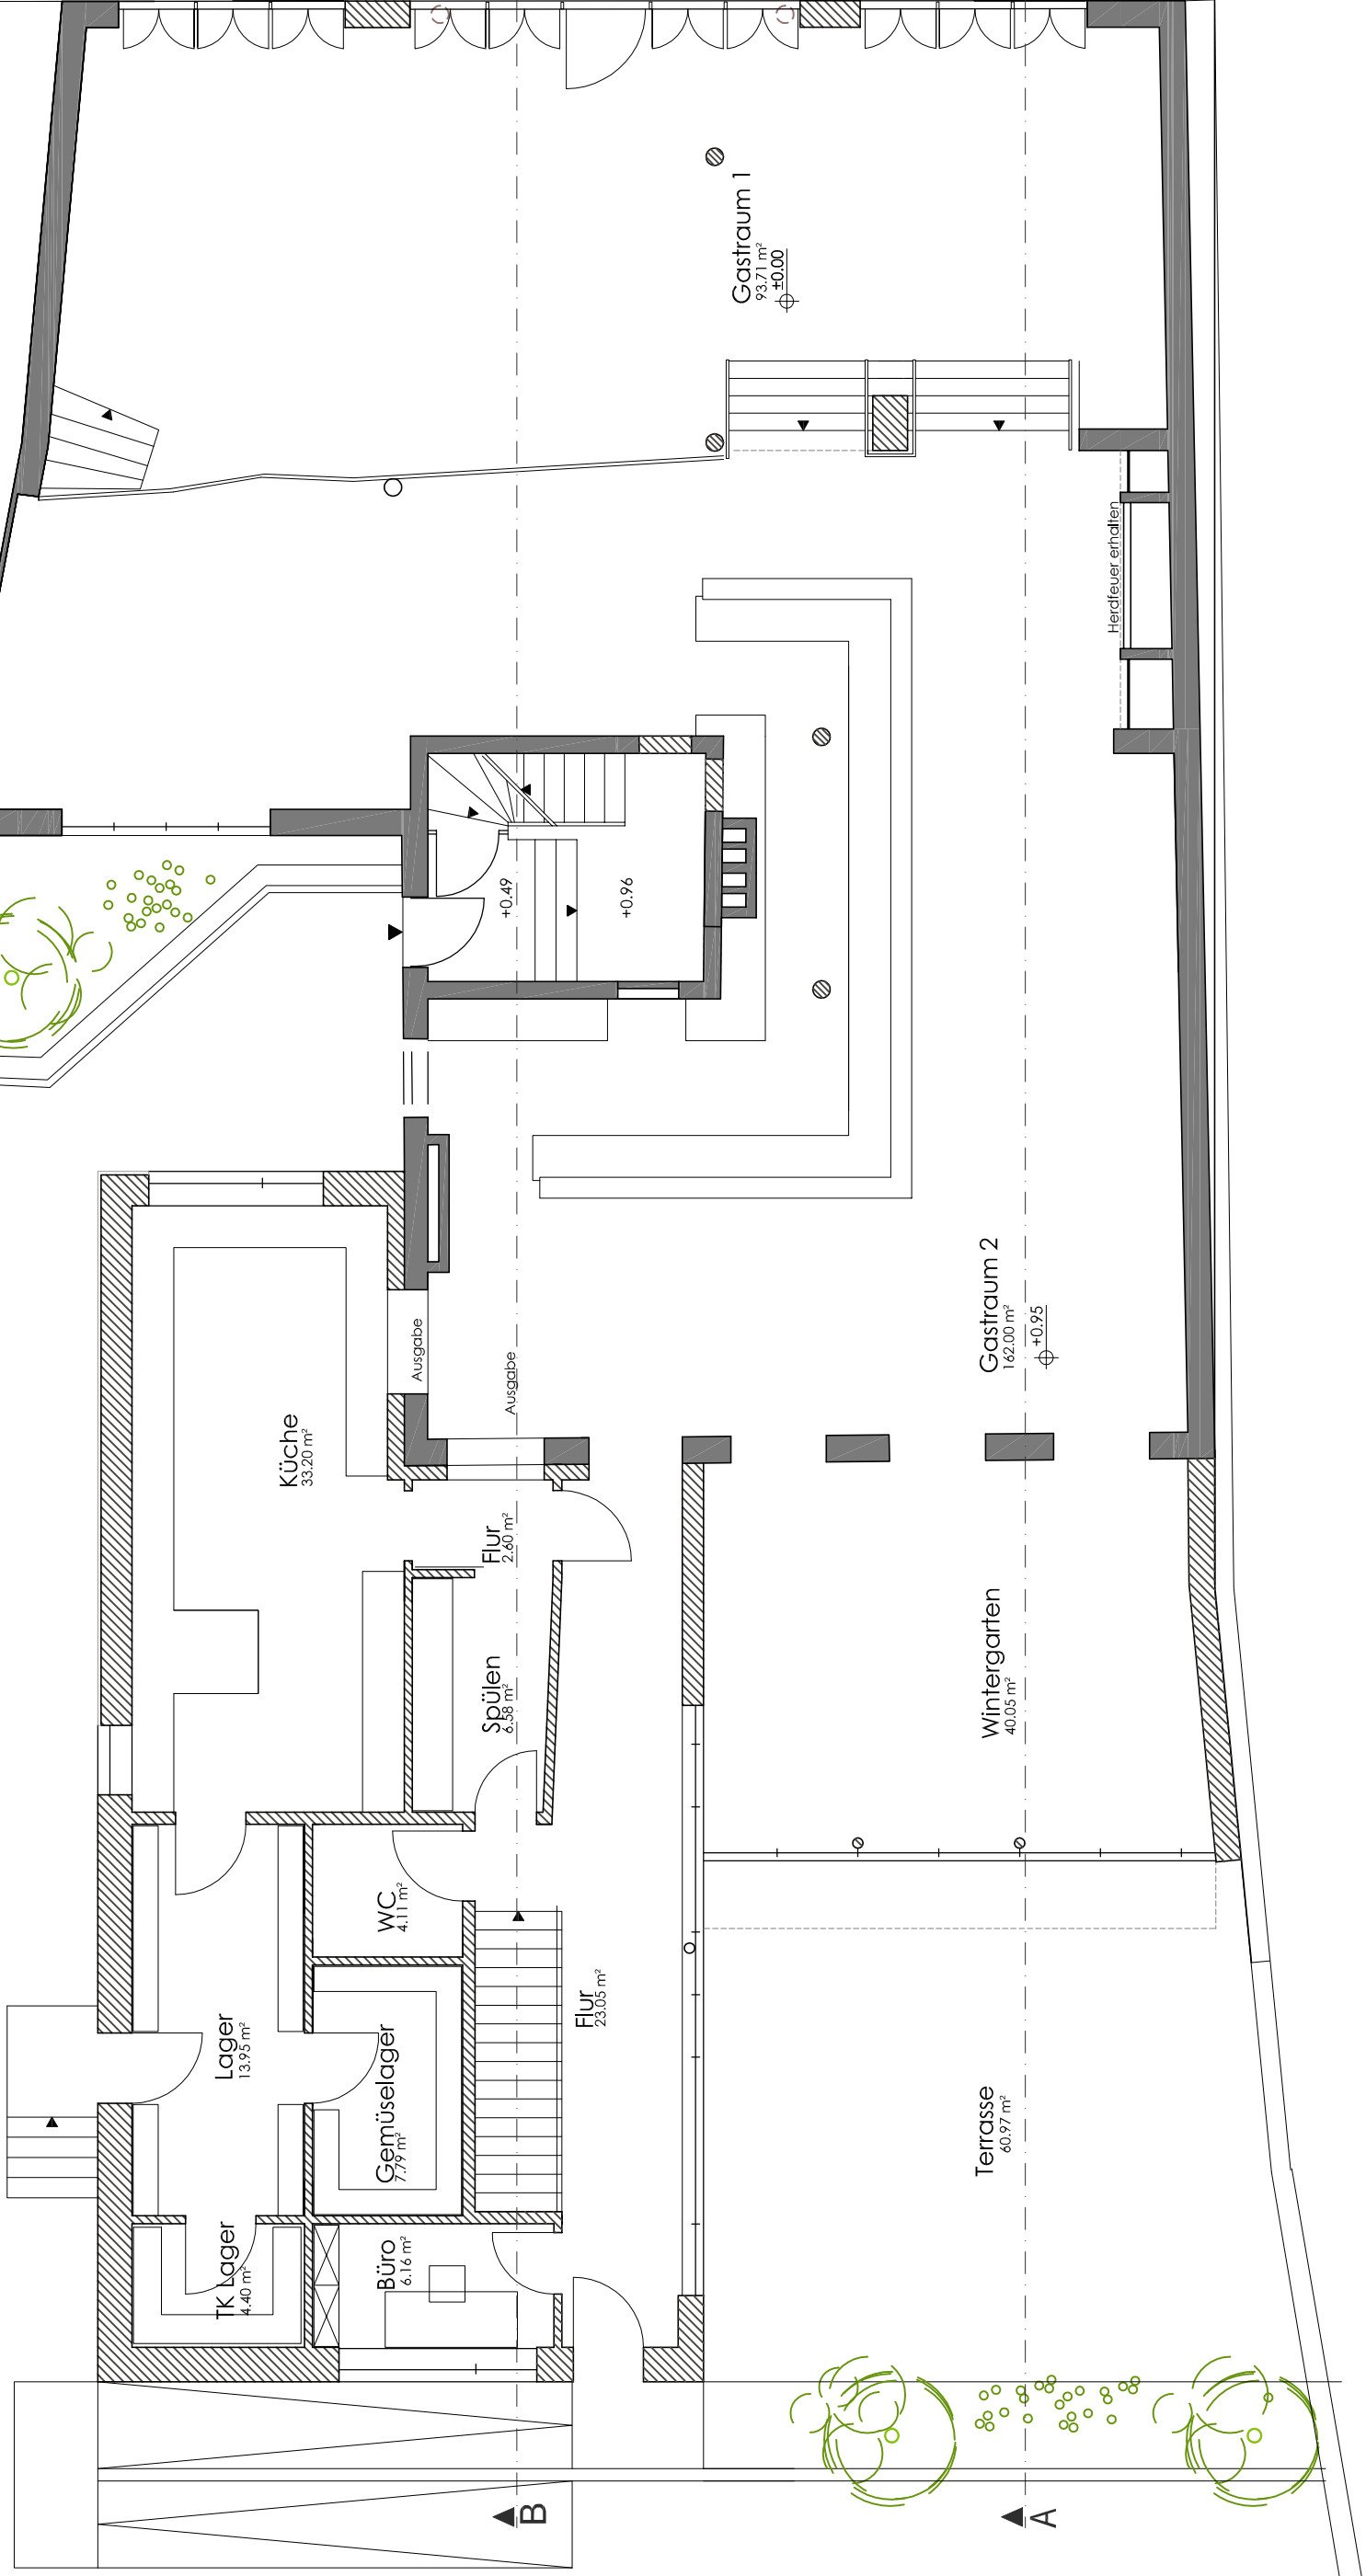 Gastraum 1
93.71 m²
±0.00
Herdfeuer erhalten
+0.49
+0.96
Gastraum 2
162.00 m²
+0.95
Ausgabe
Ausgabe
Küche
33.20 m²
Flur
2.60 m²
Spülen
6.58 m²
Wintergarten
40.05 m²
WC
4.11 m²
Flur
23.05 m²
Lager
13.95 m²
Gemüselager
7.79 m²
Terrasse
60.97 m²
TK Lager
4.40 m²
Büro
6.16 m²
B
A